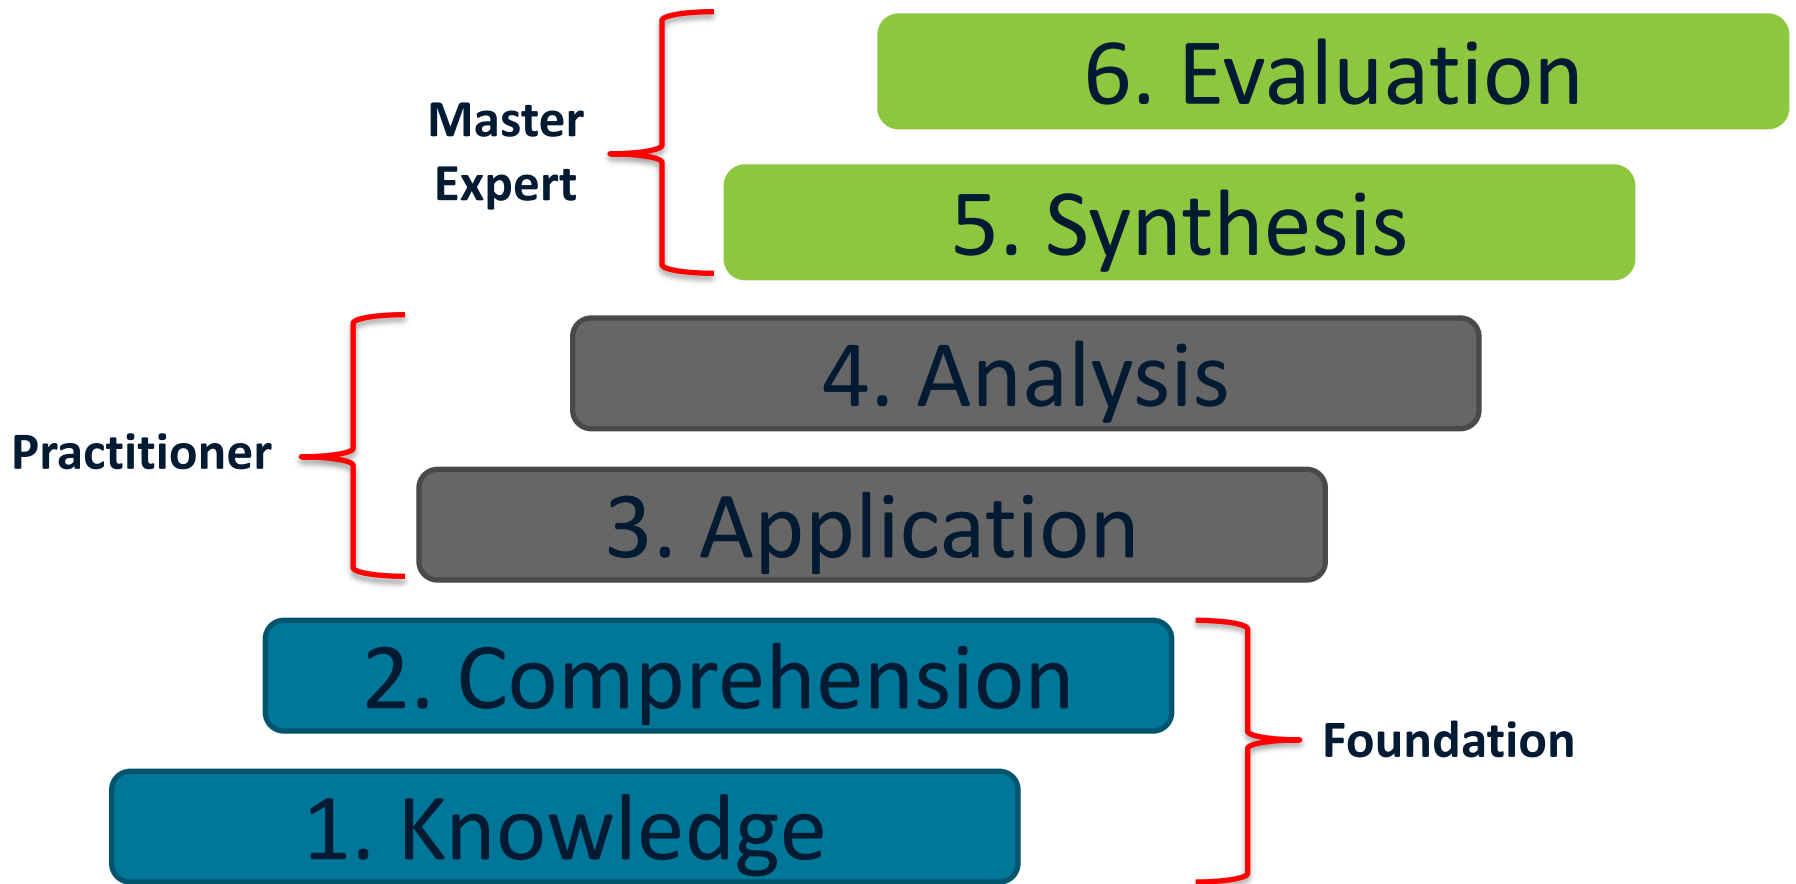 6. Evaluation
Master
Expert
5. Synthesis
4. Analysis
Practitioner
3. Application
2. Comprehension
Foundation
1. Knowledge